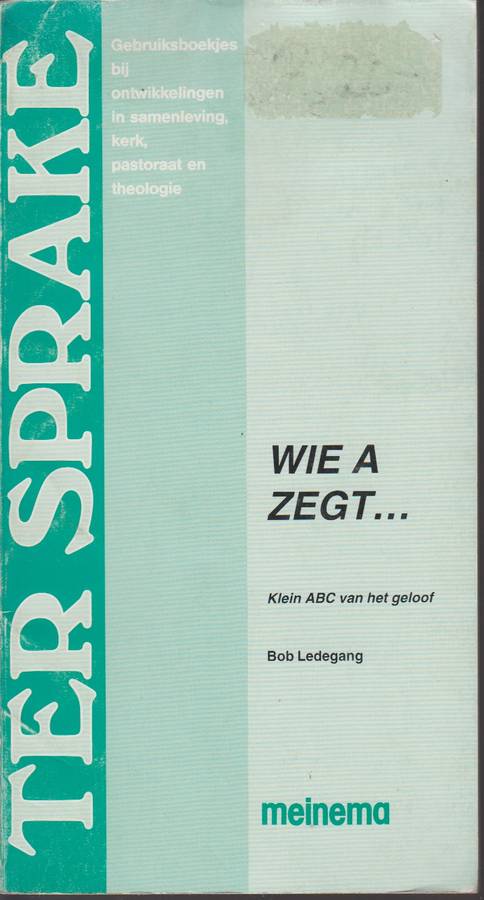 TER SPRAKE
Gebruiksboekjes
bij
ontwikkelingen
in samenleving,
kerk,
pastoraat en
theologie
WIE A
ZEGT...
Klein ABC van het geloof
Bob Ledegang
meinema